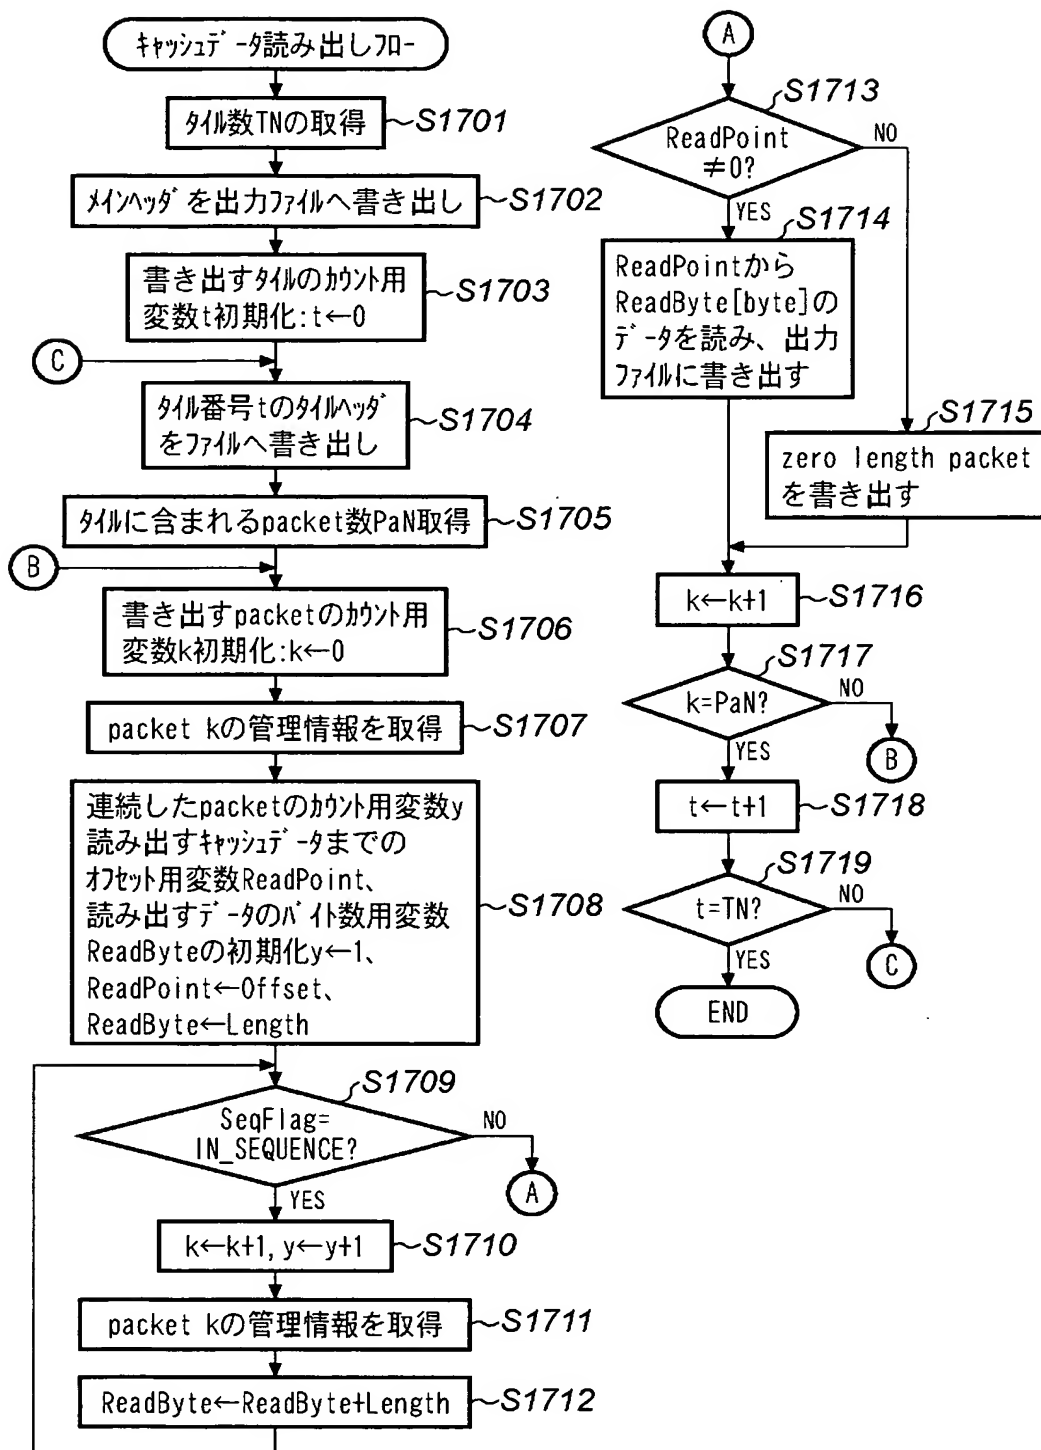 キャッシュデータ読み出しフロー
タイル数TNの取得
S1701
メインヘッダを出力ファイルへ書き出し
S1702
書き出すタイルのカウント用
変数t初期化:t←0
S1703
C
タイル番号tのタイルヘッダ
をファイルへ書き出し
S1704
タイルに含まれるpacket数PaN取得
S1705
B
書き出すpacketのカウント用
変数k初期化:k←0
S1706
packet kの管理情報を取得
S1707
連続したpacketのカウント用変数y
読み出すキャッシュデータまでの
オフセット用変数ReadPoint、
読み出すデータのバイト数用変数
ReadByteの初期化y←1、
ReadPoint←Offset、
ReadByte←Length
S1708
S1709
SeqFlag=
IN_SEQUENCE?
NO
A
YES
k←k+1,y←y+1
S1710
packet kの管理情報を取得
S1711
ReadByte←ReadByte+Length
S1712
A
S1713
ReadPoint
≠0?
NO
YES
S1714
ReadPointから
ReadByte[byte]の
データを読み、出力
ファイルに書き出す
S1715
zero length packet
を書き出す
k←k+1
S1716
S1717
k=PaN?
NO
B
YES
t←t+1
S1718
S1719
t=TN?
NO
C
YES
END